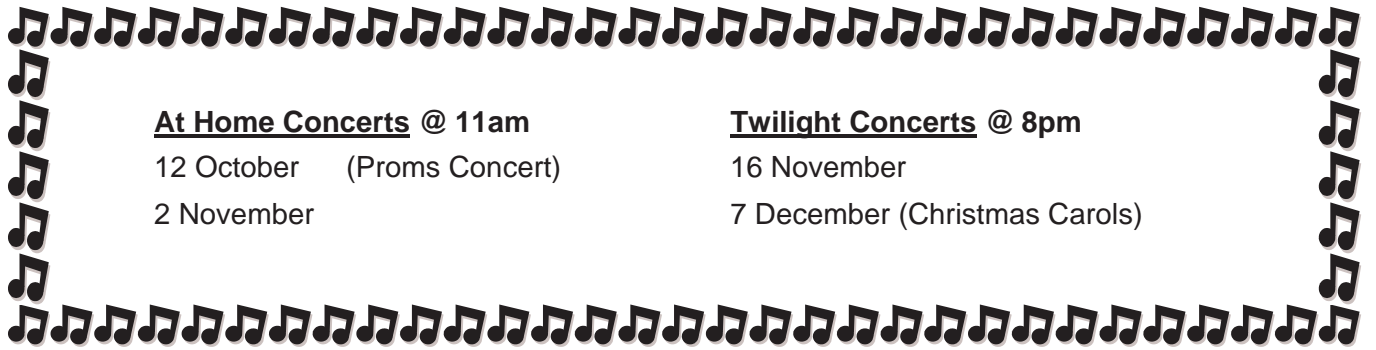 At Home Concerts @ 11am
12 October (Proms Concert)
2 November
Twilight Concerts @ 8pm
16 November
7 December (Christmas Carols)